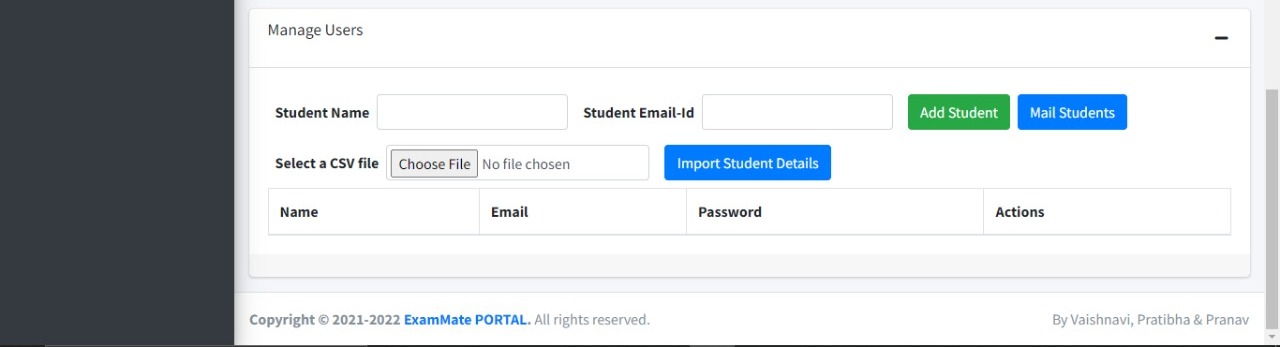 Manage Users
Student Name Student Email-Id Add Student Mail Students
Select a CSV file Choose File No file chosen Import Student Details
Name Email Password Actions
Copyright © 2021-2022 ExamMate PORTAL. All rights reserved. By Vaishnavi, Pratibha & Pranav